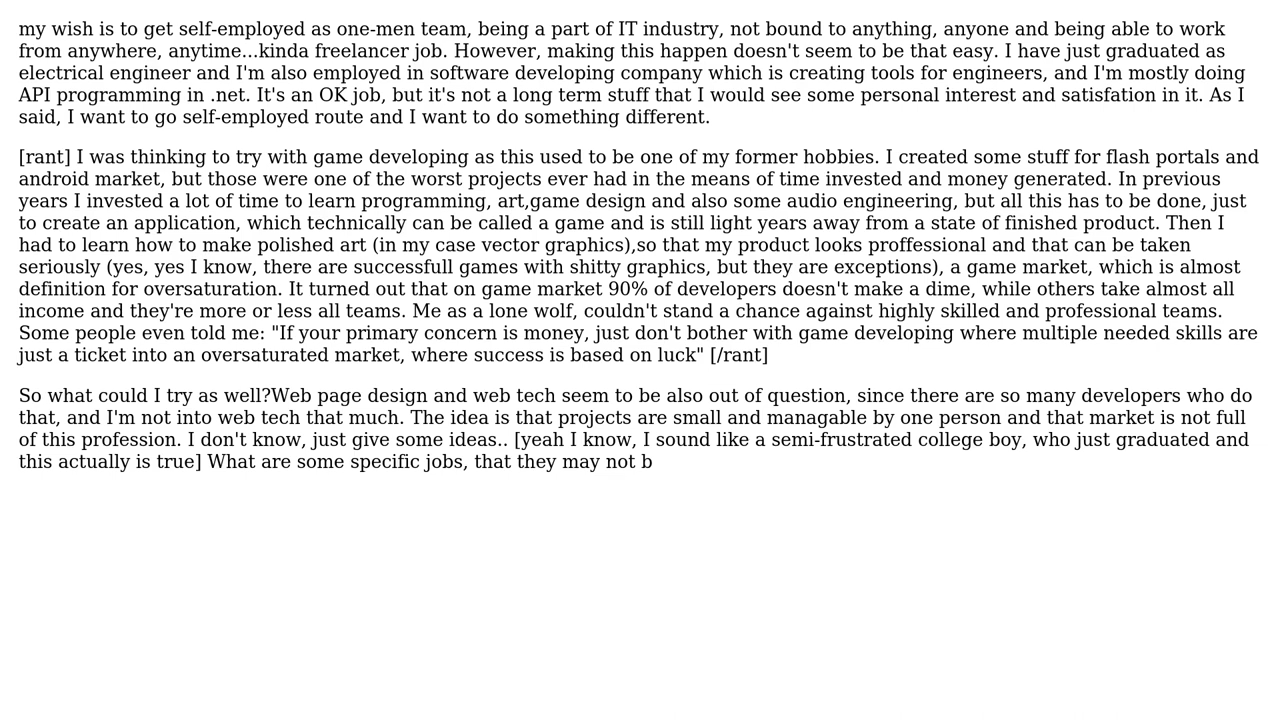 my wish is to get self-employed as one-men team, being a part of IT industry, not bound to anything, anyone and being able to work
from anywhere, anytime...kinda freelancer job. However, making this happen doesn't seem to be that easy. I have just graduated as
electrical engineer and I'm also employed in software developing company which is creating tools for engineers, and I'm mostly doing
API programming in .net. It's an OK job, but it's not a long term stuff that I would see some personal interest and satisfaction in it. As I
said, I want to go self-employed route and I want to do something different.
[rant] I was thinking to try with game developing as this used to be one of my former hobbies. I created some stuff for flash portals and
android market, but those were one of the worst projects ever had in the means of time invested and money generated. In previous
years I invested a lot of time to learn programming, art,game design and also some audio engineering, but all this has to be done, just
to create an application, which technically can be called a game and is still light years away from a state of finished product. Then I
had to learn how to make polished art (in my case vector graphics),so that my product looks proffessional and that can be taken
seriously (yes, yes I know, there are successfull games with shitty graphics, but they are exceptions), a game market, which is almost
definition for oversaturation. It turned out that on game market 90% of developers doesn't make a dime, while others take almost all
income and they're more or less all teams. Me as a lone wolf, couldn't stand a chance against highly skilled and professional teams.
Some people even told me: "If your primary concern is money, just don't bother with game developing where multiple needed skills are
just a ticket into an oversaturated market, where success is based on luck" [/rant]
So what could I try as well?Web page design and web tech seem to be also out of question, since there are so many developers who do
that, and I'm not into web tech that much. The idea is that projects are small and managable by one person and that market is not full
of this profession. I don't know, just give some ideas.. [yeah I know, I sound like a semi-frustrated college boy, who just graduated and
this actually is true] What are some specific jobs, that they may not b